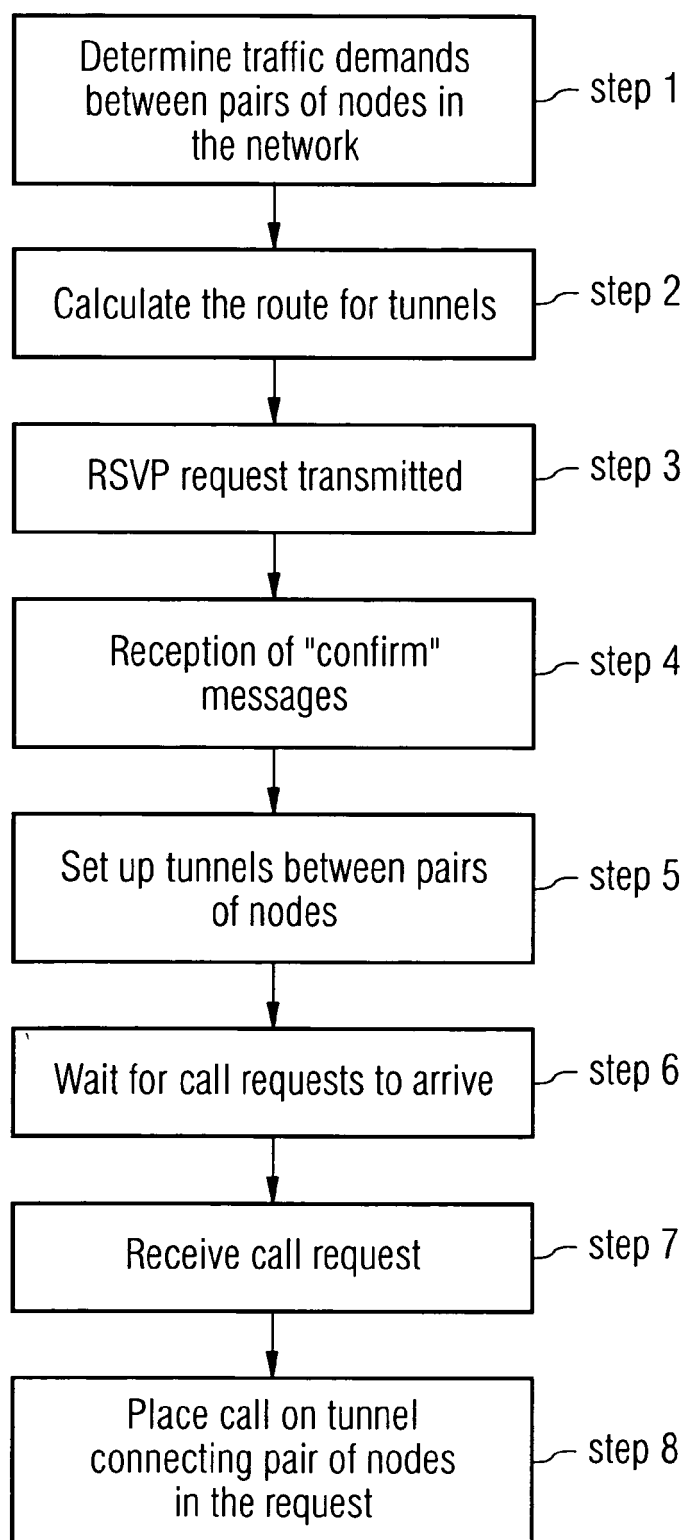 Determine traffic demands
between pairs of nodes in
the network
step 1
Calculate the route for tunnels
step 2
RSVP request transmitted
step 3
Reception of "confirm"
messages
step 4
Set up tunnels between pairs
of nodes
step 5
Wait for call requests to arrive
step 6
Receive call request
step 7
Place call on tunnel
connecting pair of nodes
in the request
step 8